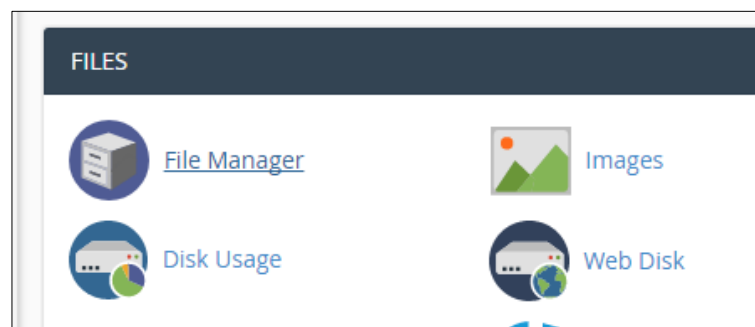 FILES
File Manager
Images
Disk Usage
Web Disk